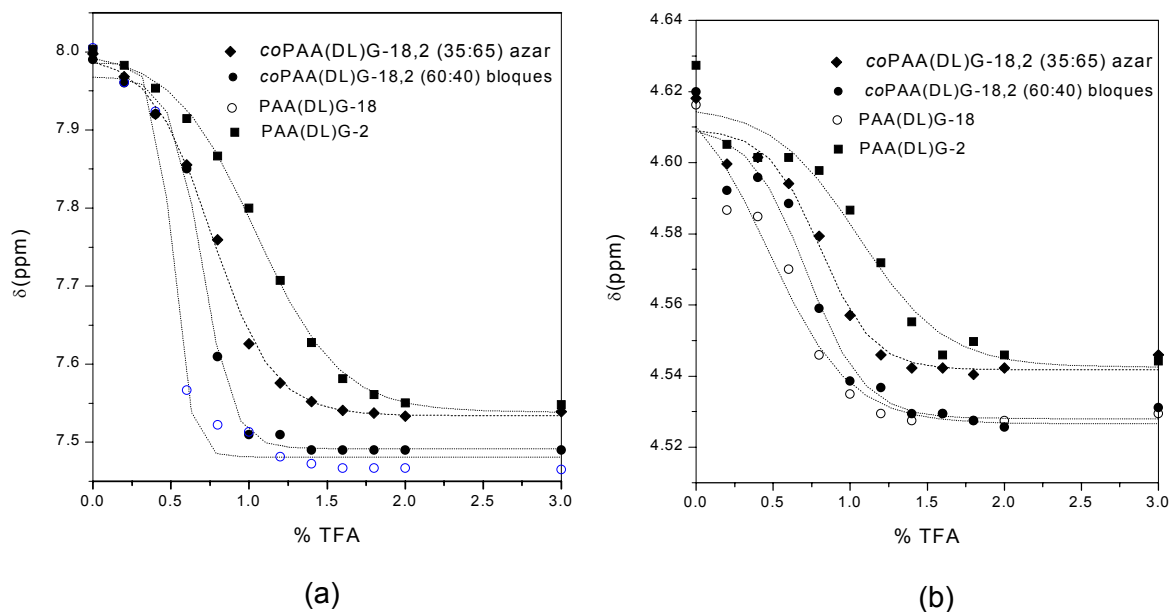 coPAA(DL)G-18,2 (35:65) azar
coPAA(DL)G-18,2 (60:40) bloques
PAA(DL)G-18
PAA(DL)G-2
8.0
7.9
7.8
7.7
7.6
7.5
δ(ppm)
0.0 0.5 1.0 1.5 2.0 2.5 3.0
% TFA
(a)
coPAA(DL)G-18,2 (35:65) azar
coPAA(DL)G-18,2 (60:40) bloques
PAA(DL)G-18
PAA(DL)G-2
4.64
4.62
4.60
4.58
4.56
4.54
4.52
δ(ppm)
0.0 0.5 1.0 1.5 2.0 2.5 3.0
% TFA
(b)